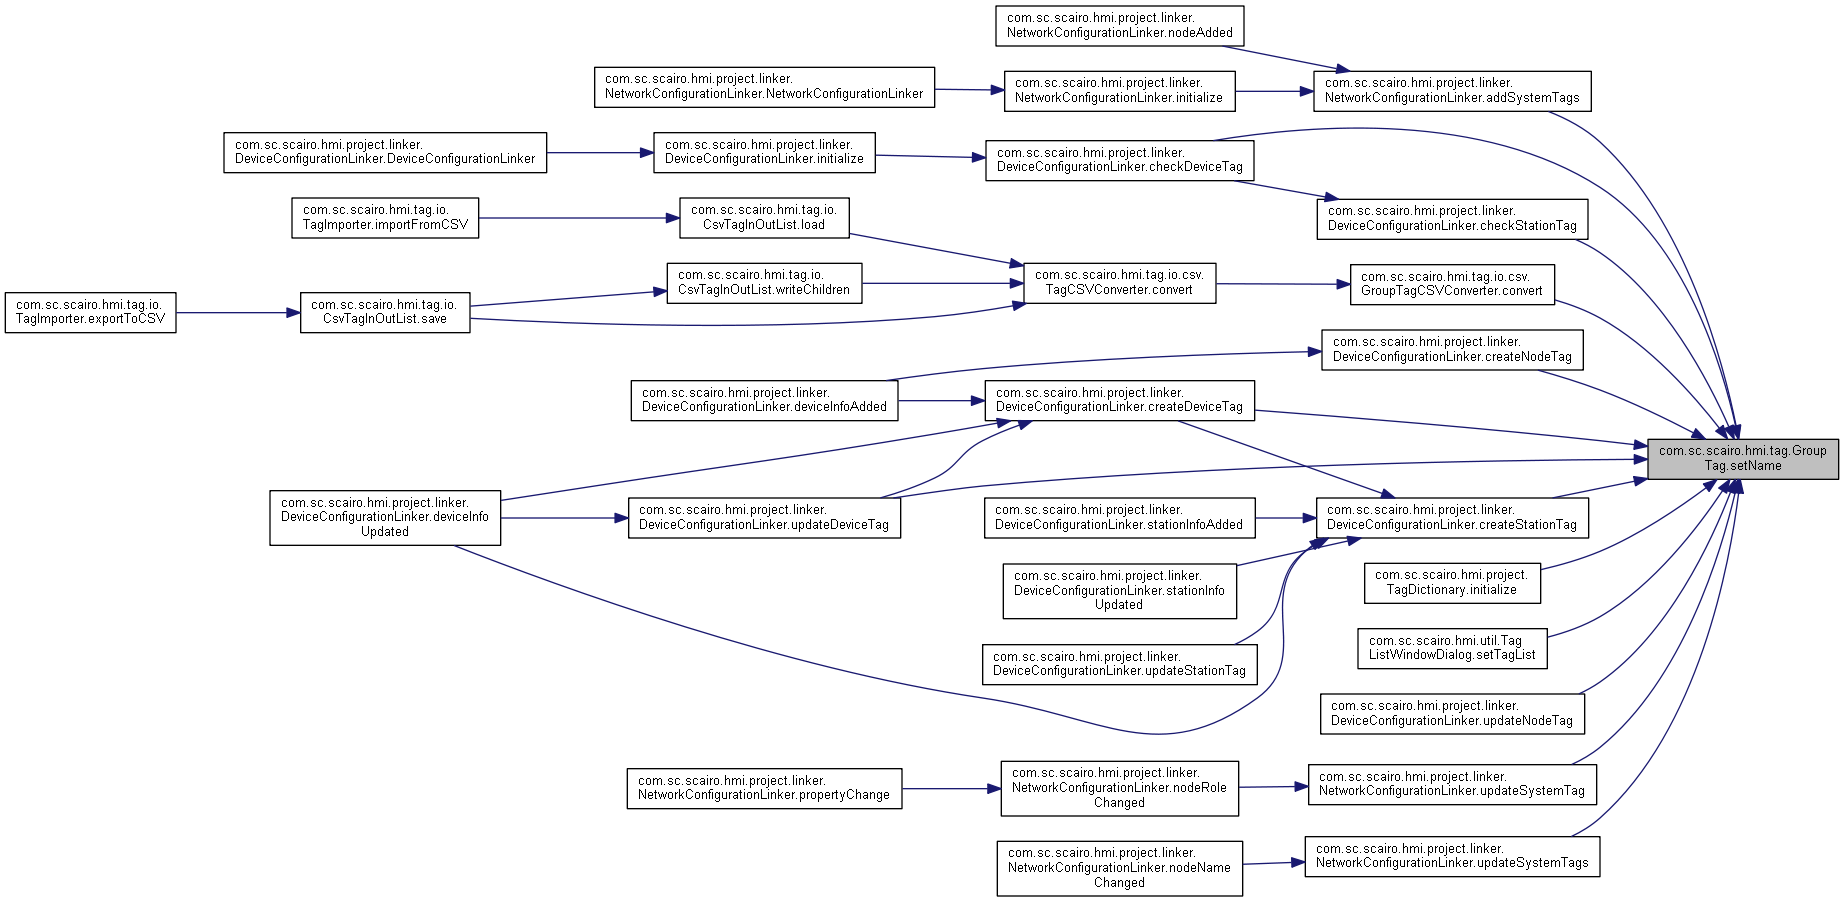 com.sc.scairo.hmi.project.linker.
NetworkConfigurationLinker.nodeAdded
com.sc.scairo.hmi.project.linker.
NetworkConfigurationLinker.NetworkConfigurationLinker
com.sc.scairo.hmi.project.linker.
NetworkConfigurationLinker.initialize
com.sc.scairo.hmi.project.linker.
NetworkConfigurationLinker.addSystemTags
com.sc.scairo.hmi.project.linker.
DeviceConfigurationLinker.DeviceConfigurationLinker
com.sc.scairo.hmi.project.linker.
DeviceConfigurationLinker.initialize
com.sc.scairo.hmi.project.linker.
DeviceConfigurationLinker.checkDeviceTag
com.sc.scairo.hmi.tag.io.
TagImporter.importFromCSV
com.sc.scairo.hmi.tag.io.
CsvTagInOutList.load
com.sc.scairo.hmi.project.linker.
DeviceConfigurationLinker.checkStationTag
com.sc.scairo.hmi.tag.io.
TagImporter.exportToCSV
com.sc.scairo.hmi.tag.io.
CsvTagInOutList.save
com.sc.scairo.hmi.tag.io.
CsvTagInOutList.writeChildren
com.sc.scairo.hmi.tag.io.csv.
TagCSVConverter.convert
com.sc.scairo.hmi.tag.io.csv.
GroupTagCSVConverter.convert
com.sc.scairo.hmi.project.linker.
DeviceConfigurationLinker.createNodeTag
com.sc.scairo.hmi.project.linker.
DeviceConfigurationLinker.deviceInfoAdded
com.sc.scairo.hmi.project.linker.
DeviceConfigurationLinker.createDeviceTag
com.sc.scairo.hmi.tag.Group
Tag.setName
com.sc.scairo.hmi.project.linker.
DeviceConfigurationLinker.deviceInfo
Updated
com.sc.scairo.hmi.project.linker.
DeviceConfigurationLinker.updateDeviceTag
com.sc.scairo.hmi.project.linker.
DeviceConfigurationLinker.stationInfoAdded
com.sc.scairo.hmi.project.linker.
DeviceConfigurationLinker.createStationTag
com.sc.scairo.hmi.project.linker.
DeviceConfigurationLinker.stationInfo
Updated
com.sc.scairo.hmi.project.
TagDictionary.initialize
com.sc.scairo.hmi.project.linker.
DeviceConfigurationLinker.updateStationTag
com.sc.scairo.hmi.util.Tag
ListWindowDialog.setTagList
com.sc.scairo.hmi.project.linker.
DeviceConfigurationLinker.updateNodeTag
com.sc.scairo.hmi.project.linker.
NetworkConfigurationLinker.propertyChange
com.sc.scairo.hmi.project.linker.
NetworkConfigurationLinker.nodeRole
Changed
com.sc.scairo.hmi.project.linker.
NetworkConfigurationLinker.updateSystemTag
com.sc.scairo.hmi.project.linker.
NetworkConfigurationLinker.nodeName
Changed
com.sc.scairo.hmi.project.linker.
NetworkConfigurationLinker.updateSystemTags